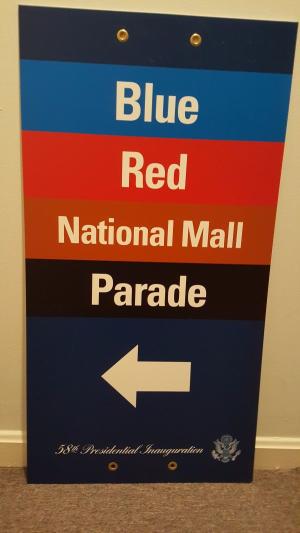 Blue
Red
National Mall
Parade
58th Presidential Inauguration